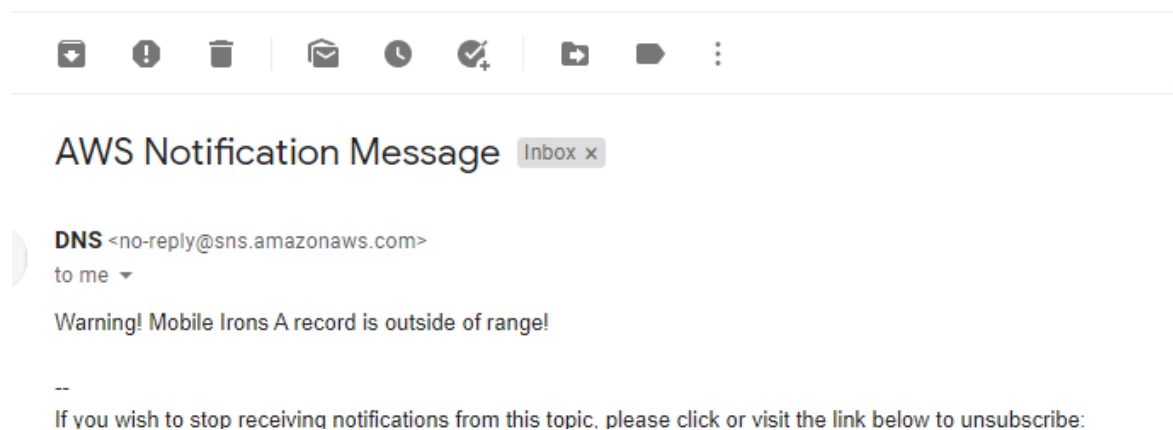 AWS Notification Message Inbox x
DNS <no-reply@sns.amazonaws.com>
to me
Warning! Mobile Irons A record is outside of range!
--
If you wish to stop receiving notifications from this topic, please click or visit the link below to unsubscribe: